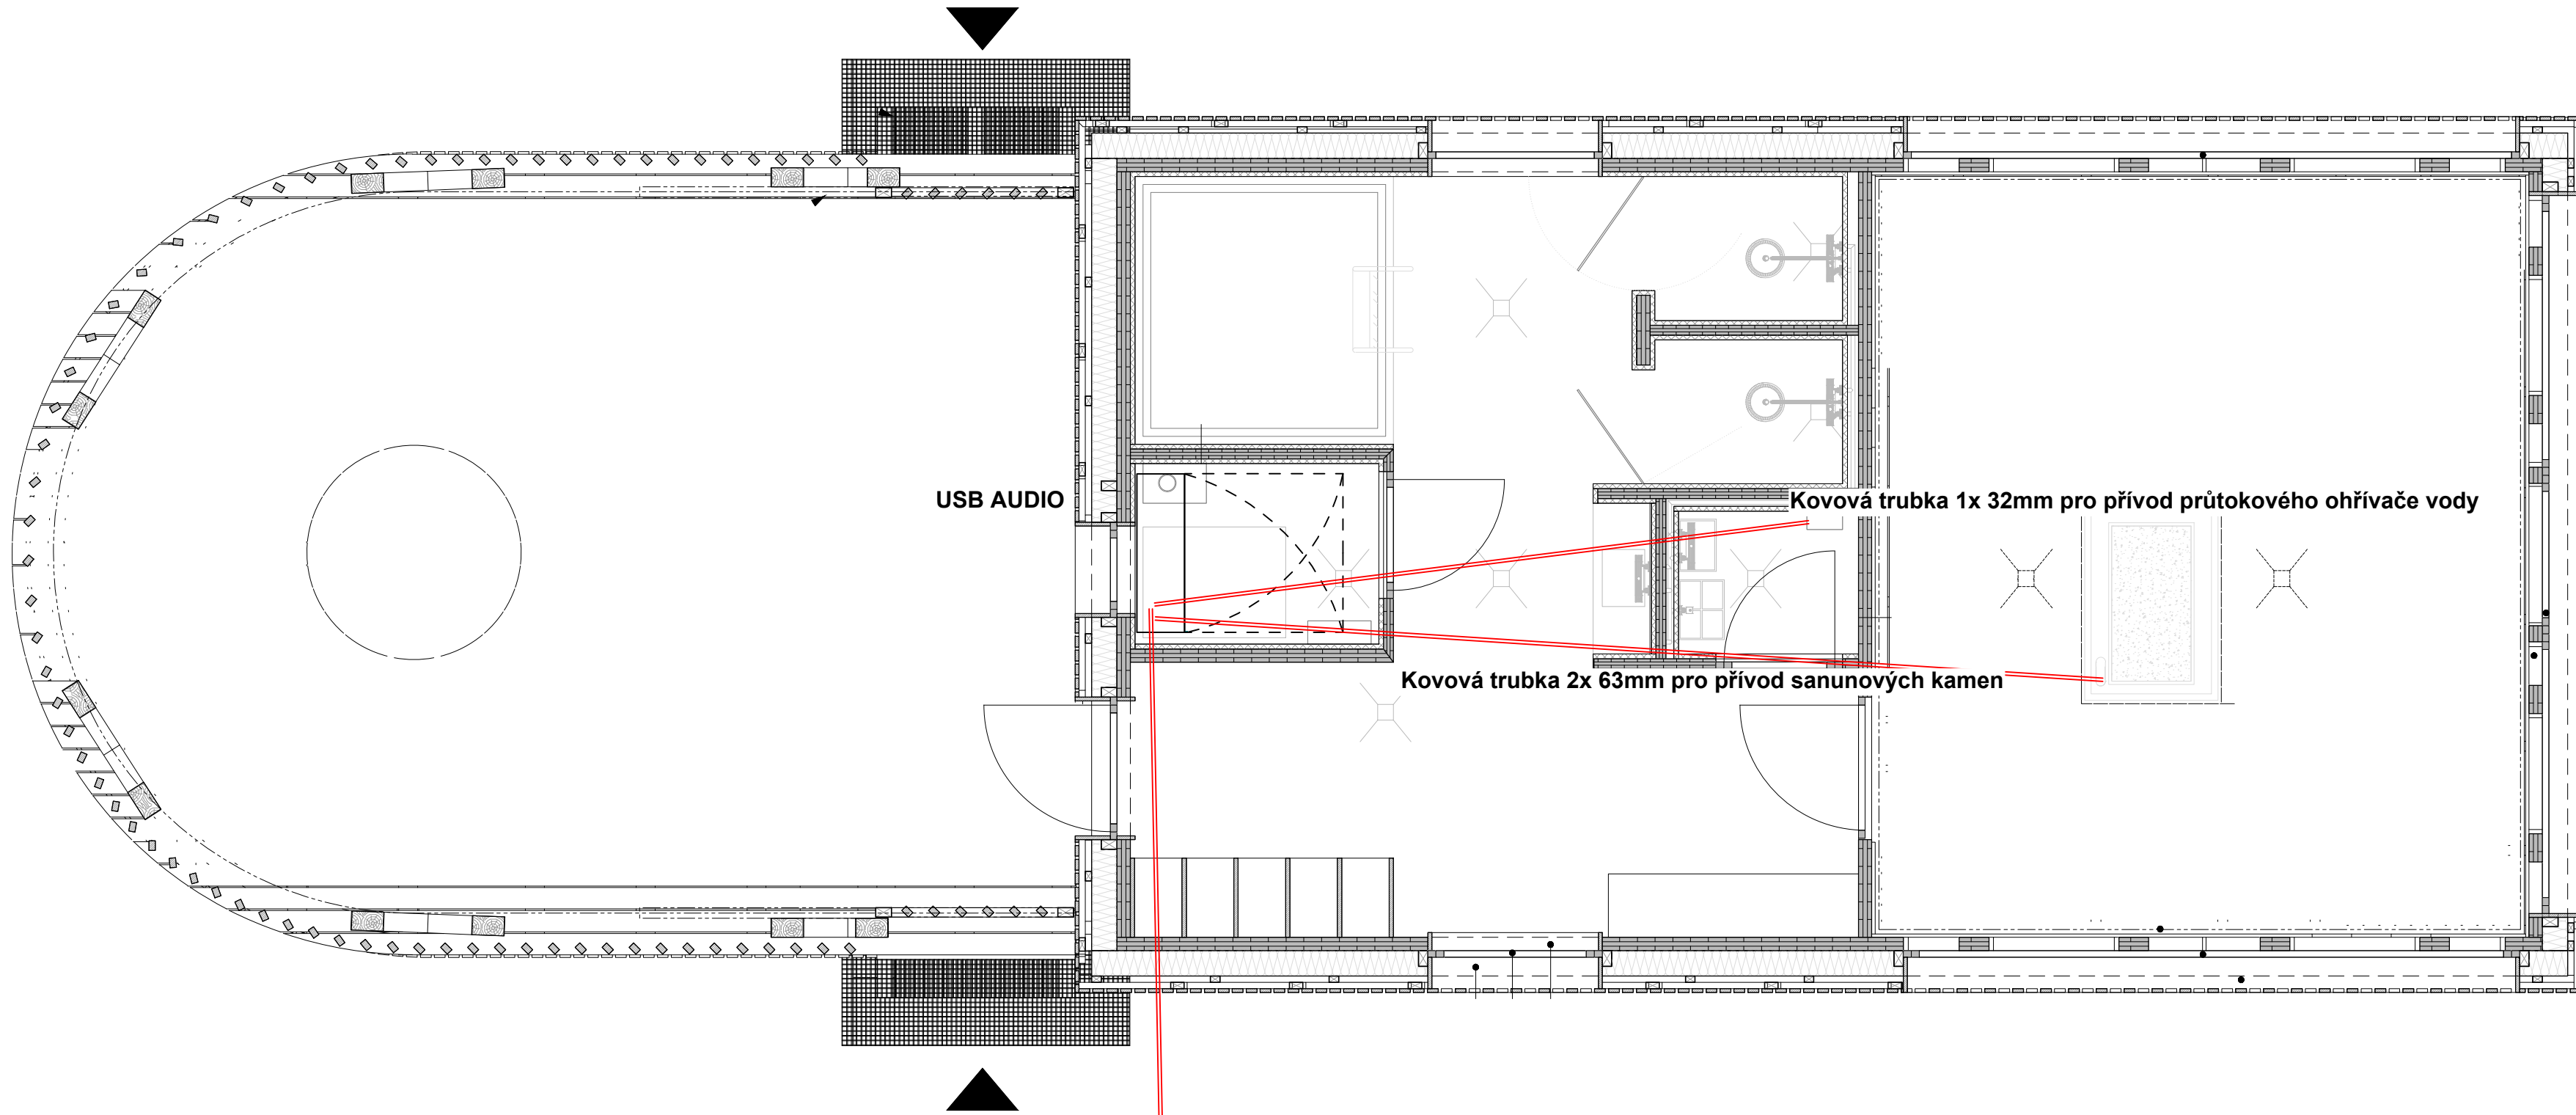 USB AUDIO
Kovová trubka 1x 32mm pro přívod průtokového ohřívače vody
Kovová trubka 2x 63mm pro přívod sanunových kamen